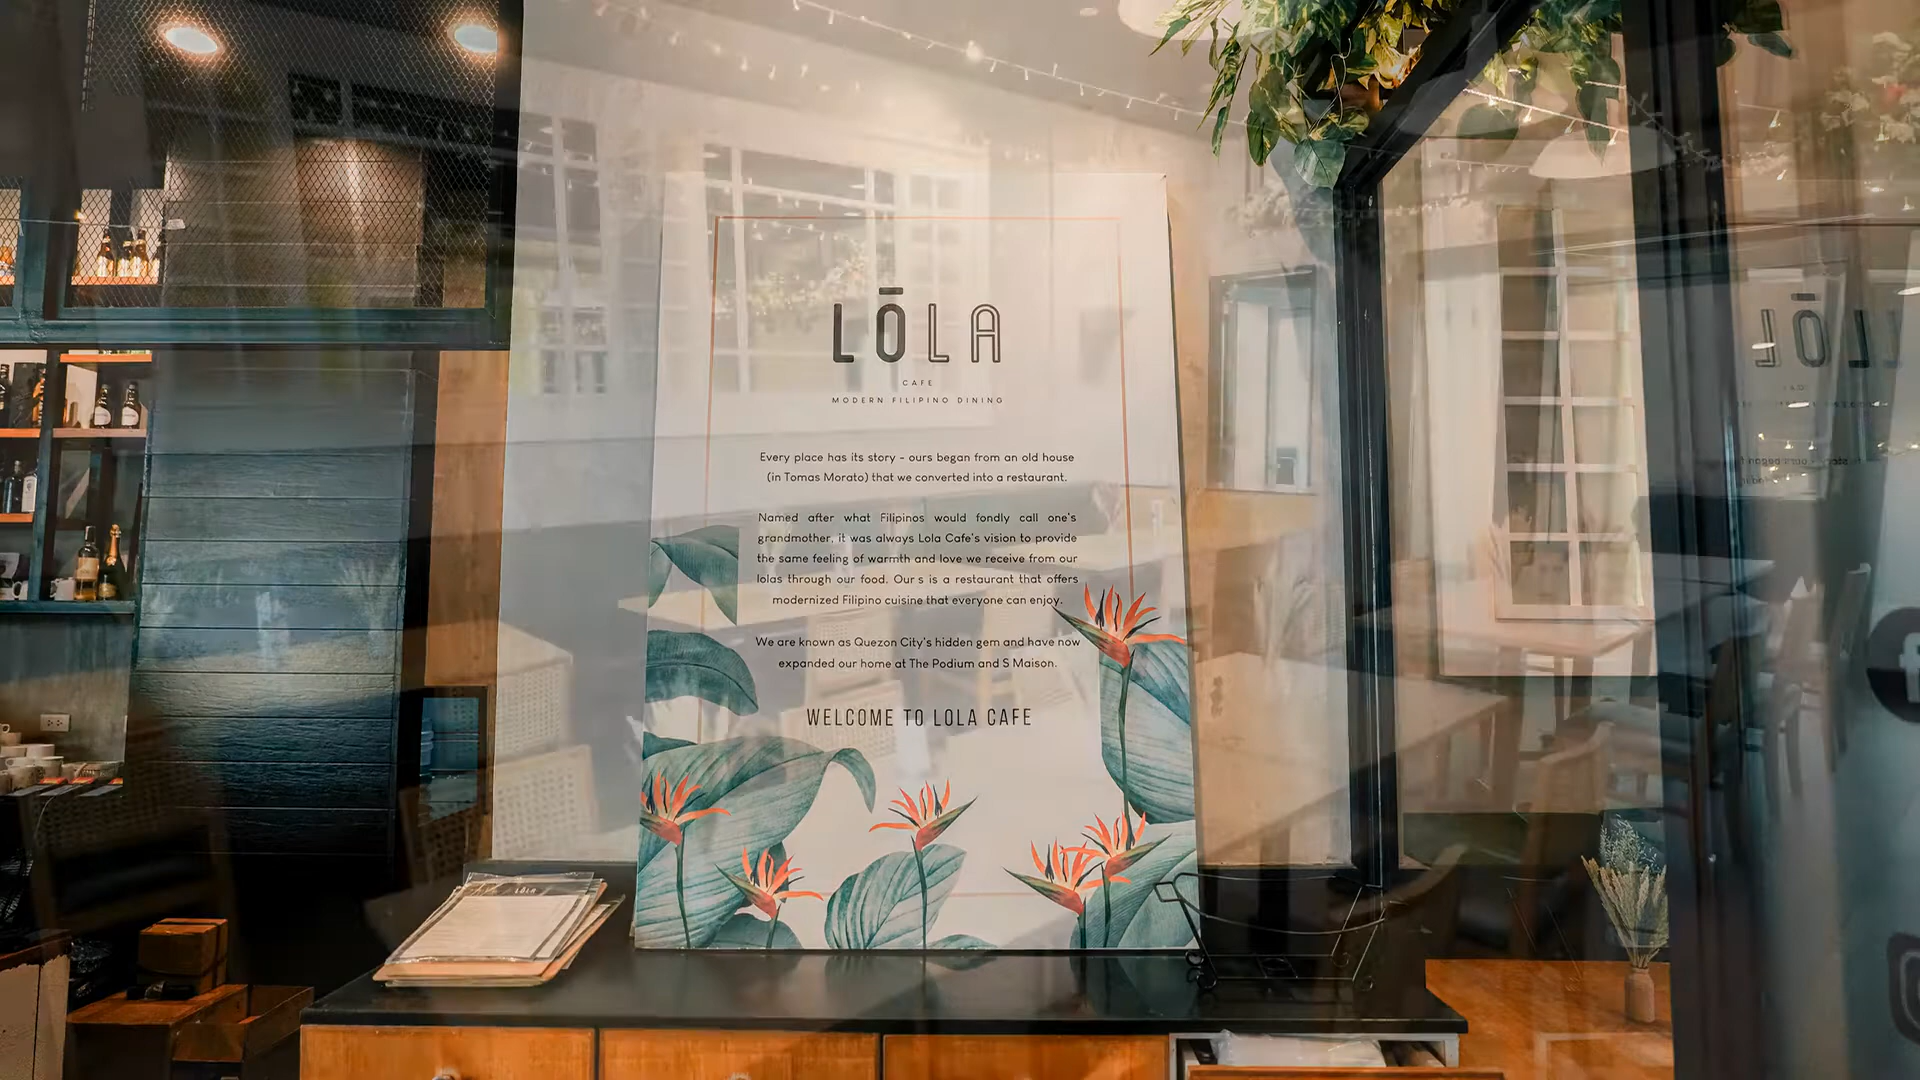 LŌLA
CAFE
MODERN FILIPINO DINING
Every place has its story - ours began from an old house
(in Tomas Morato) that we converted into a restaurant.
Named after what Filipinos would fondly call one's
grandmother, it was always Lola Cafe's vision to provide
the same feeling of warmth and love we receive from our
lolas through our food. Our s is a restaurant that offers
modernized Filipino cuisine that everyone can enjoy.
We are known as Quezon City's hidden gem and have now
expanded our home at The Podium and S Maison.
WELCOME TO LOLA CAFE
LŌLA